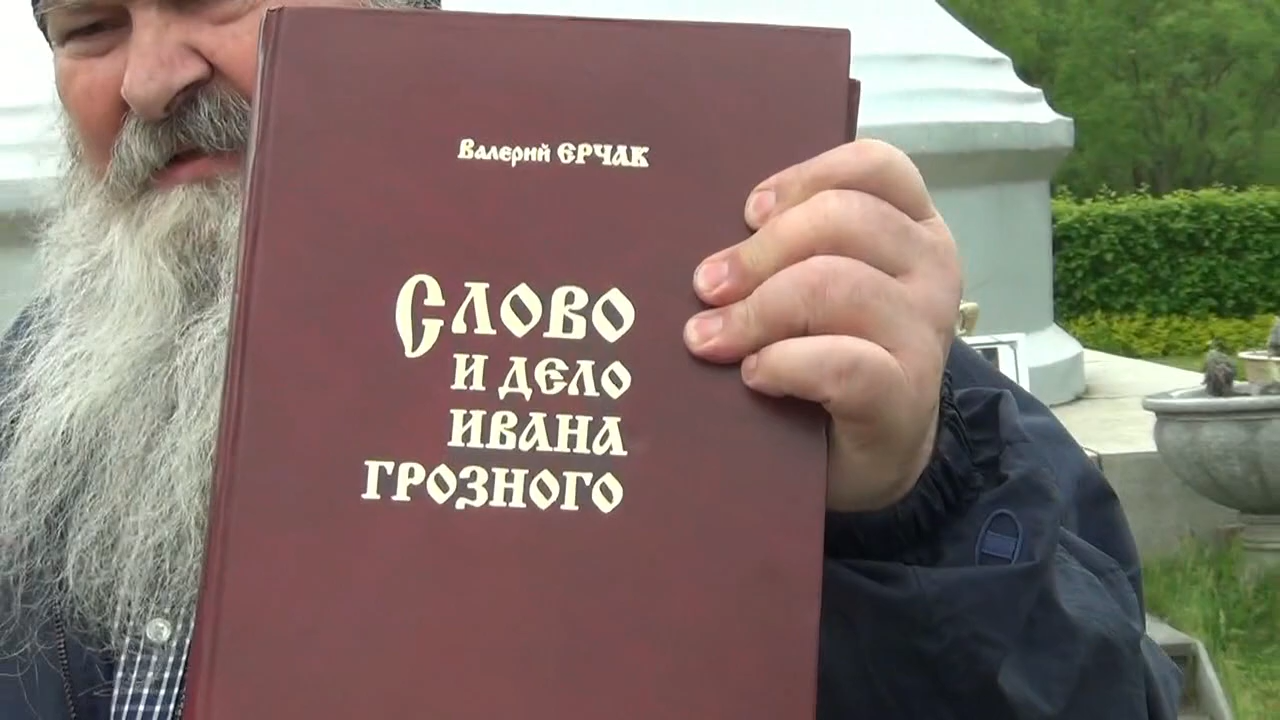 Валерий ЕРЧАК
Слово
и дело
Ивана
Грозного